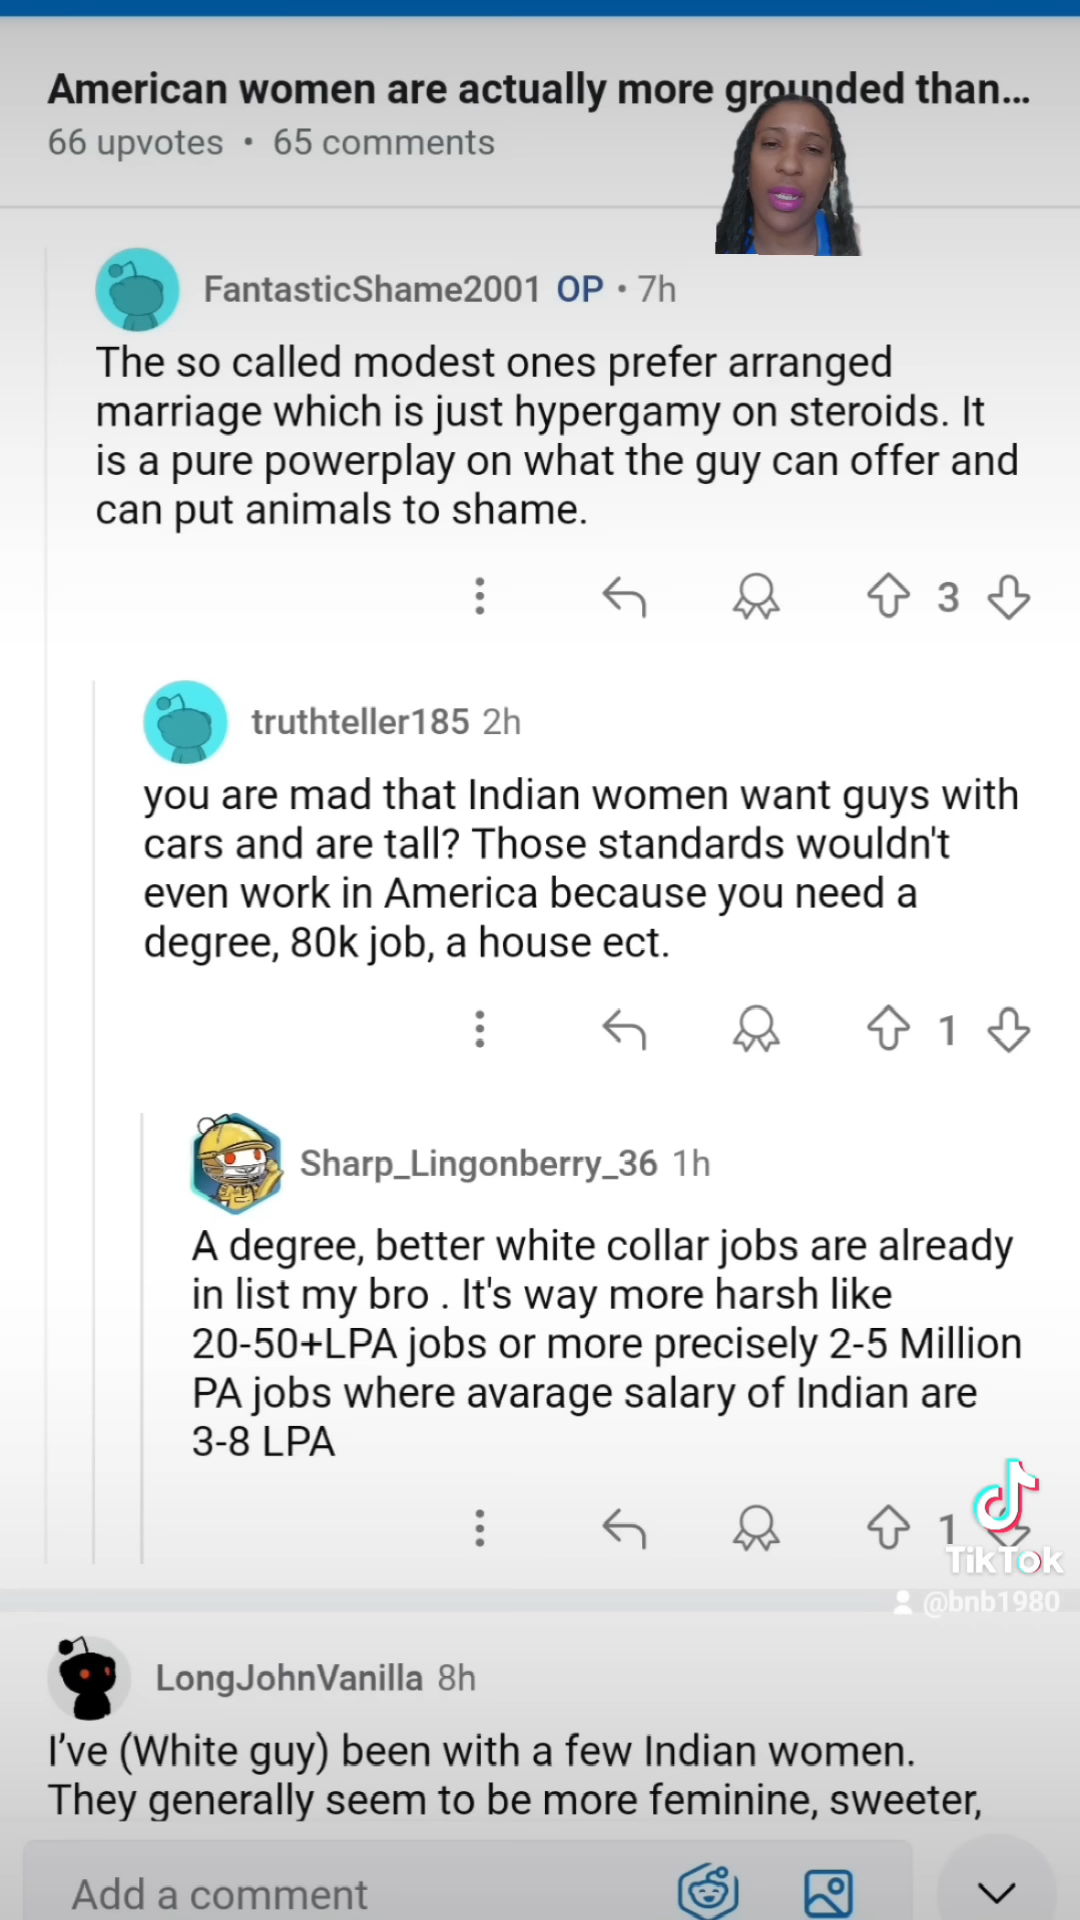 American women are actually more grounded than...
66 upvotes • 65 comments
FantasticShame2001 OP • 7h
The so called modest ones prefer arranged
marriage which is just hypergamy on steroids. It
is a pure powerplay on what the guy can offer and
can put animals to shame.
3
truthteller185 2h
you are mad that Indian women want guys with
cars and are tall? Those standards wouldn't
even work in America because you need a
degree, 80k job, a house ect.
1
Sharp_Lingonberry_36 1h
A degree, better white collar jobs are already
in list my bro . It's way more harsh like
20-50+LPA jobs or more precisely 2-5 Million
PA jobs where avarage salary of Indian are
3-8 LPA
1
TikTok
@bnb1980
LongJohnVanilla 8h
I've (White guy) been with a few Indian women.
They generally seem to be more feminine, sweeter,
Add a comment